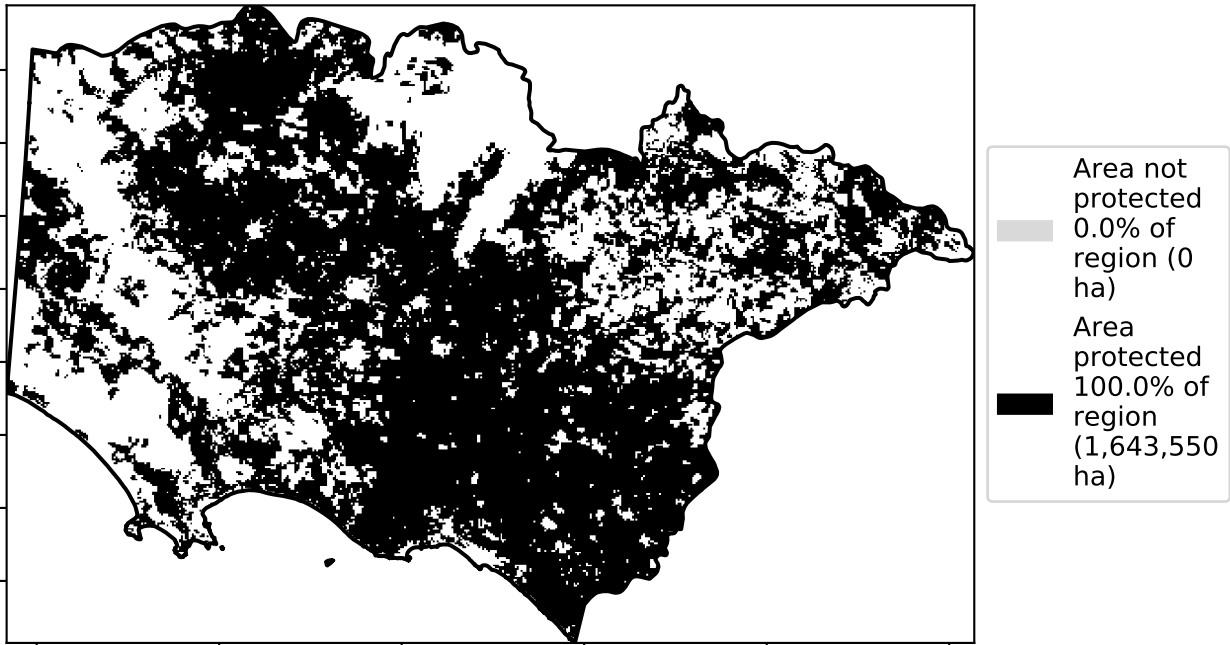 Area not
protected
0.0% of
region (0
ha)
Area
protected
100.0% of
region
(1,643,550
ha)